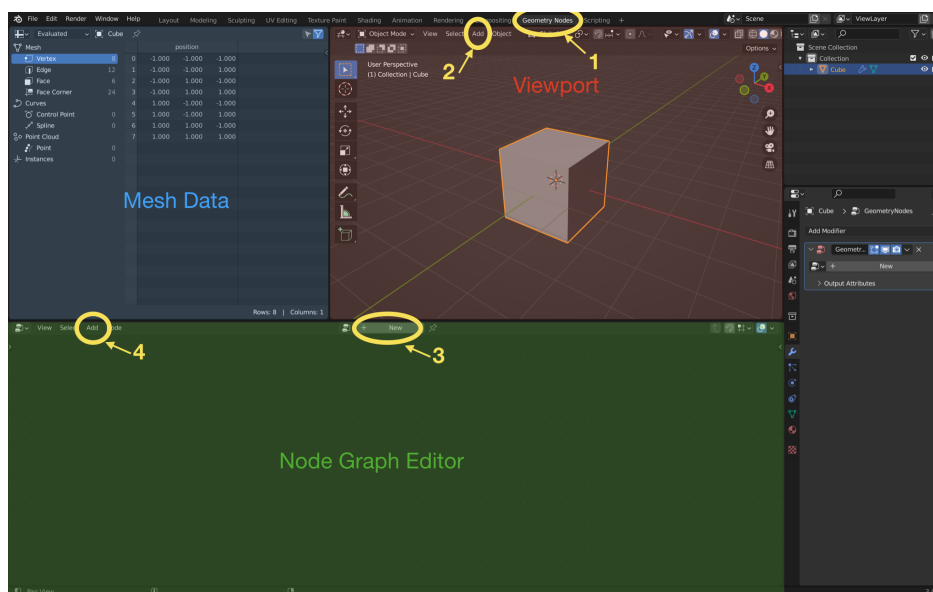 File Edit Render Window Help Layout Modeling Sculpting UV Editing Texture Paint Shading Animation Rendering Geometry Nodes Scripting + Scene ViewLayer
Evaluated Cube
Object Mode View Select Add Object
Options
Mesh position
Vertex 8 0 -1.000 -1.000 -1.000
Edge 12 1 -1.000 -1.000 1.000
Face 6 2 -1.000 1.000 -1.000
Face Corner 24 3 -1.000 1.000 1.000
Curves 4 1.000 -1.000 -1.000
Control Point 0 5 1.000 -1.000 1.000
Spline 0 6 1.000 1.000 -1.000
Point Cloud 7 1.000 1.000 1.000
Point 0
Instances 0
Mesh Data
Rows: 8 | Columns: 1
User Perspective
(1) Collection | Cube
1
2
Viewport
Z
Y
X
Scene Collection
Collection
Cube
Cube > GeometryNodes
Add Modifier
Geometr...
+ New
> Output Attributes
View Add + New
4
3
Node Graph Editor
Pan View